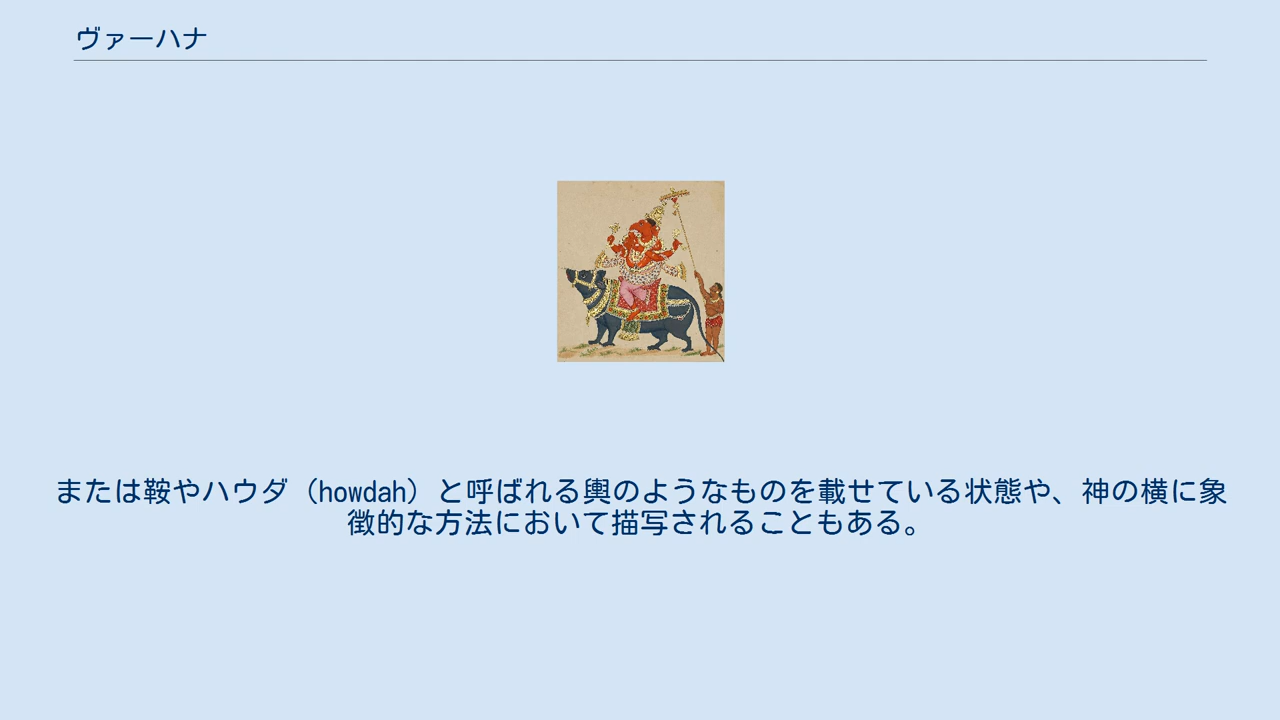 ヴァーハナ
または鞍やハウダ（howdah）と呼ばれる輿のようなものを載せている状態や、神の横に象
徴的な方法において描写されることもある。